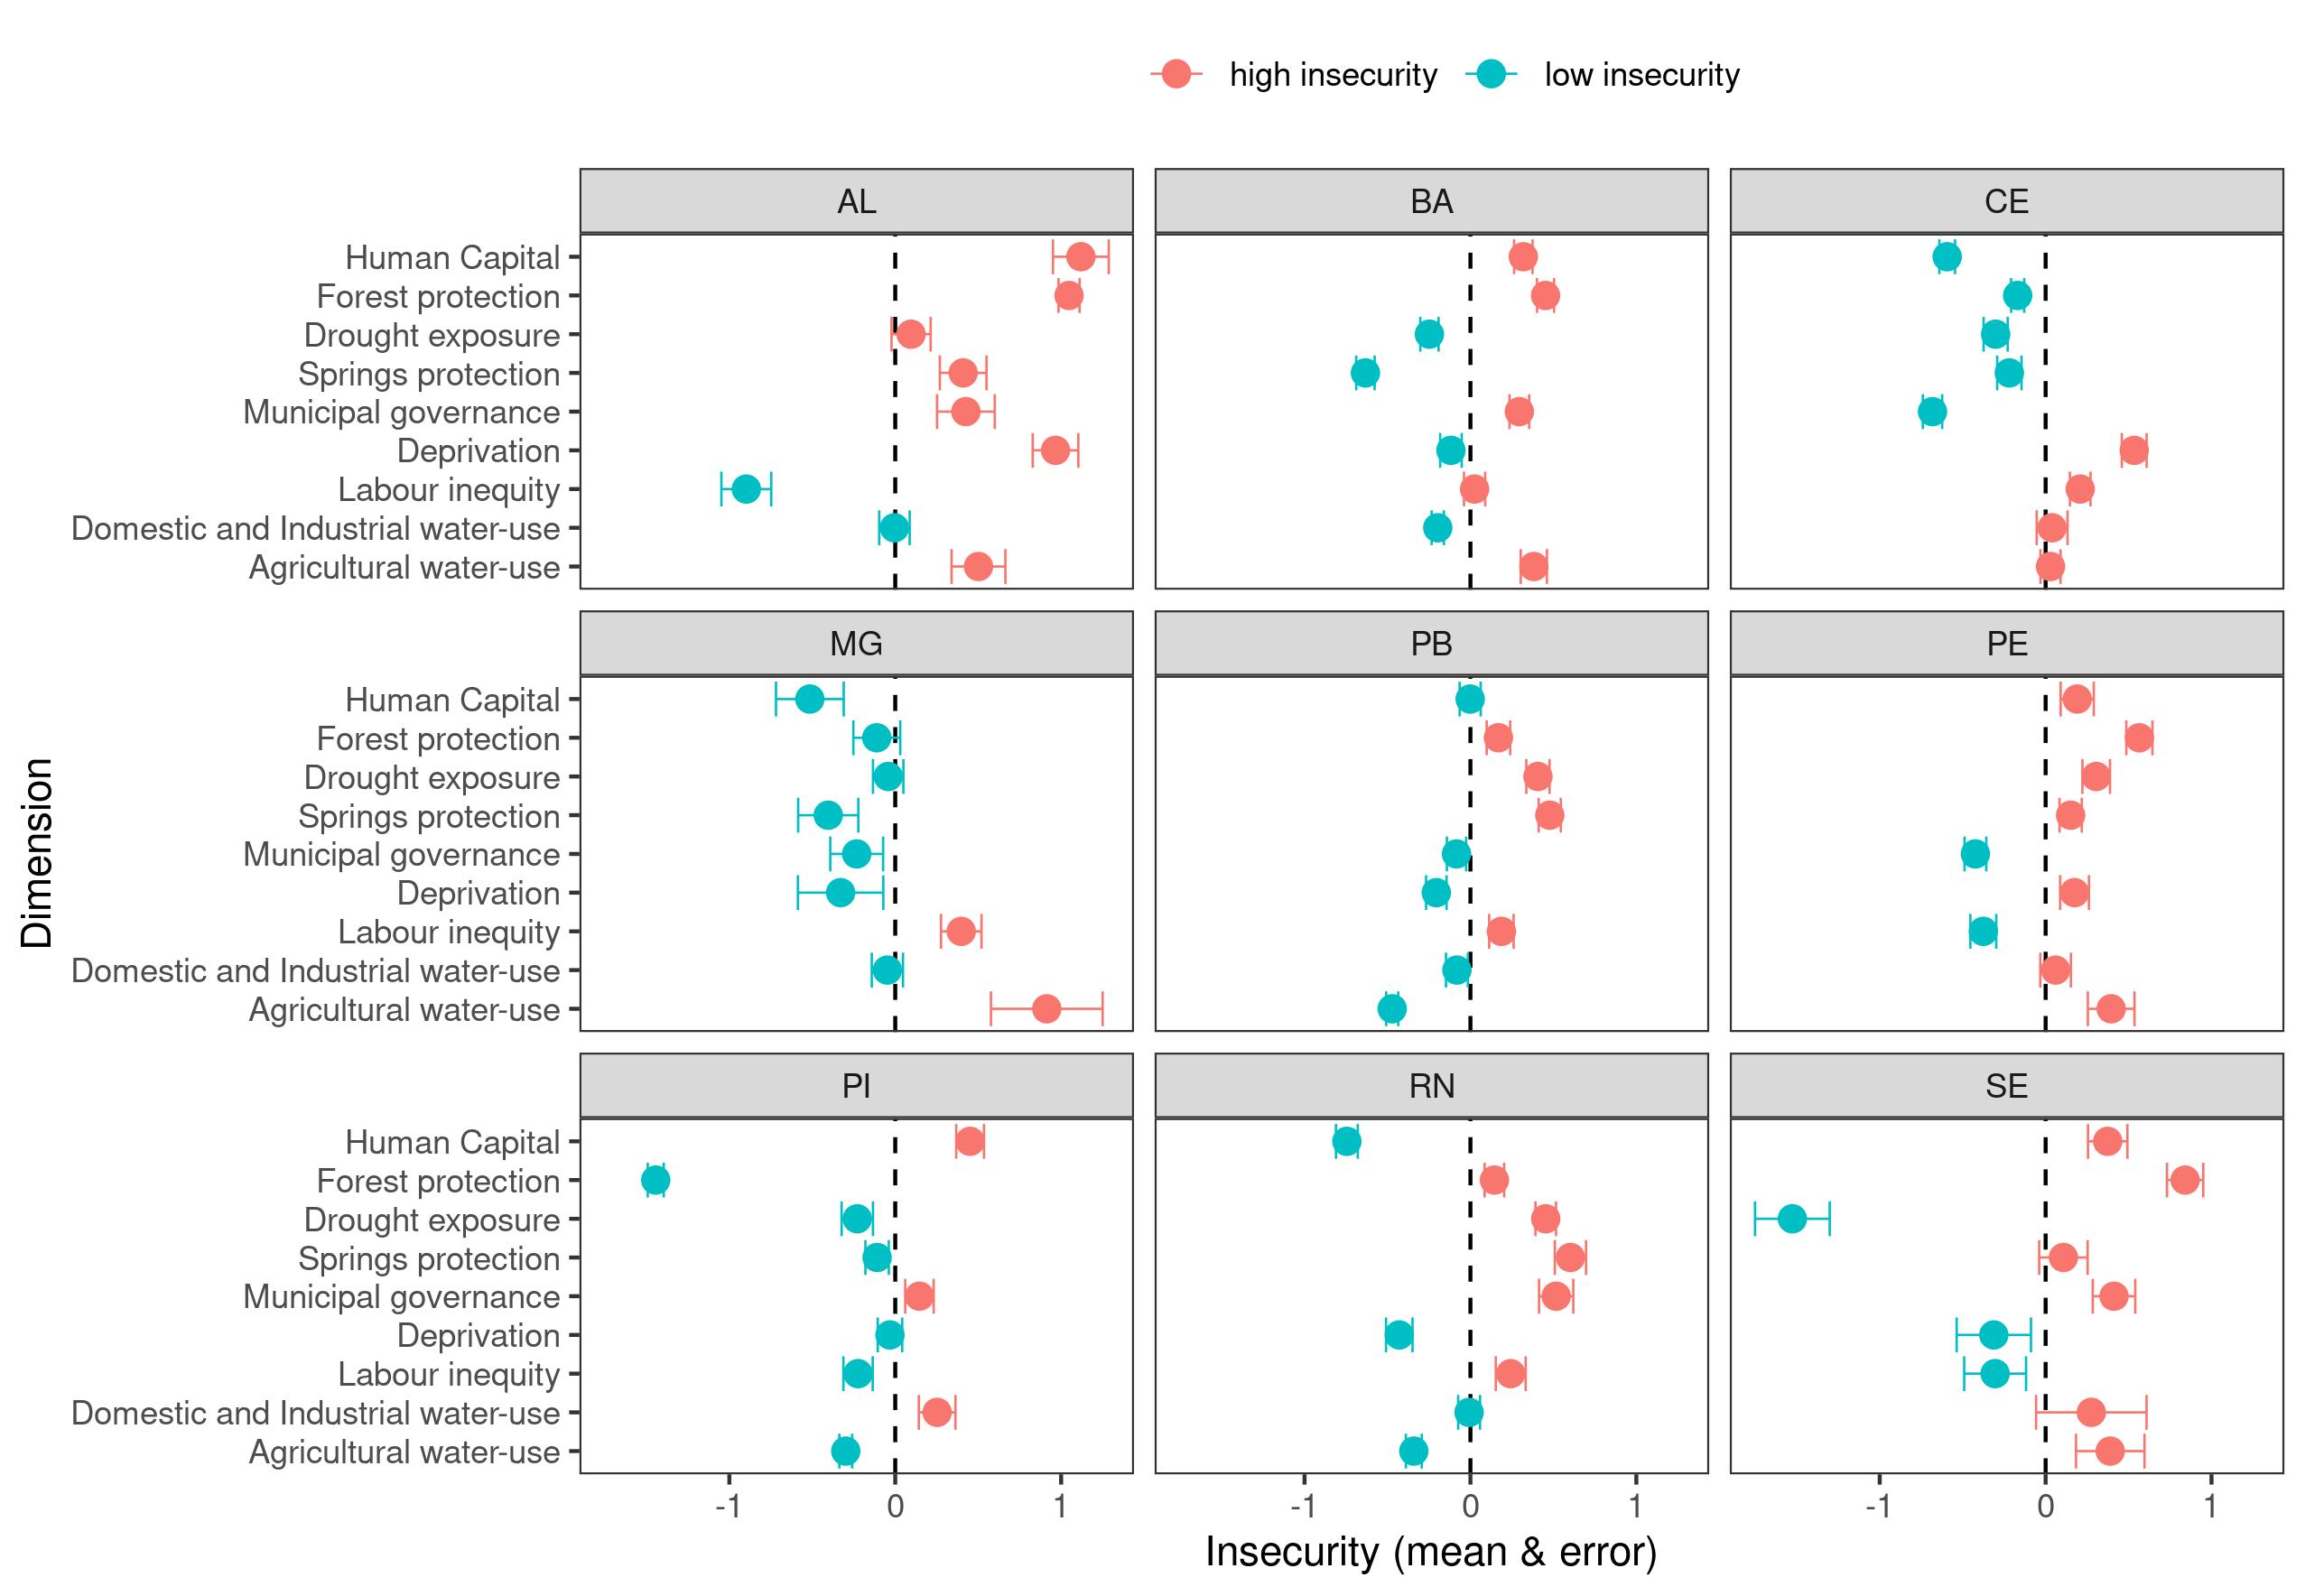 high insecurity low insecurity
AL BA CE
Human Capital
Forest protection
Drought exposure
Springs protection
Municipal governance
Deprivation
Labour inequity
Domestic and Industrial water-use
Agricultural water-use
MG PB PE
Human Capital
Forest protection
Drought exposure
Springs protection
Municipal governance
Deprivation
Labour inequity
Domestic and Industrial water-use
Agricultural water-use
Dimension
PI RN SE
Human Capital
Forest protection
Drought exposure
Springs protection
Municipal governance
Deprivation
Labour inequity
Domestic and Industrial water-use
Agricultural water-use
-1 0 1 -1 0 1 -1 0 1
Insecurity (mean & error)